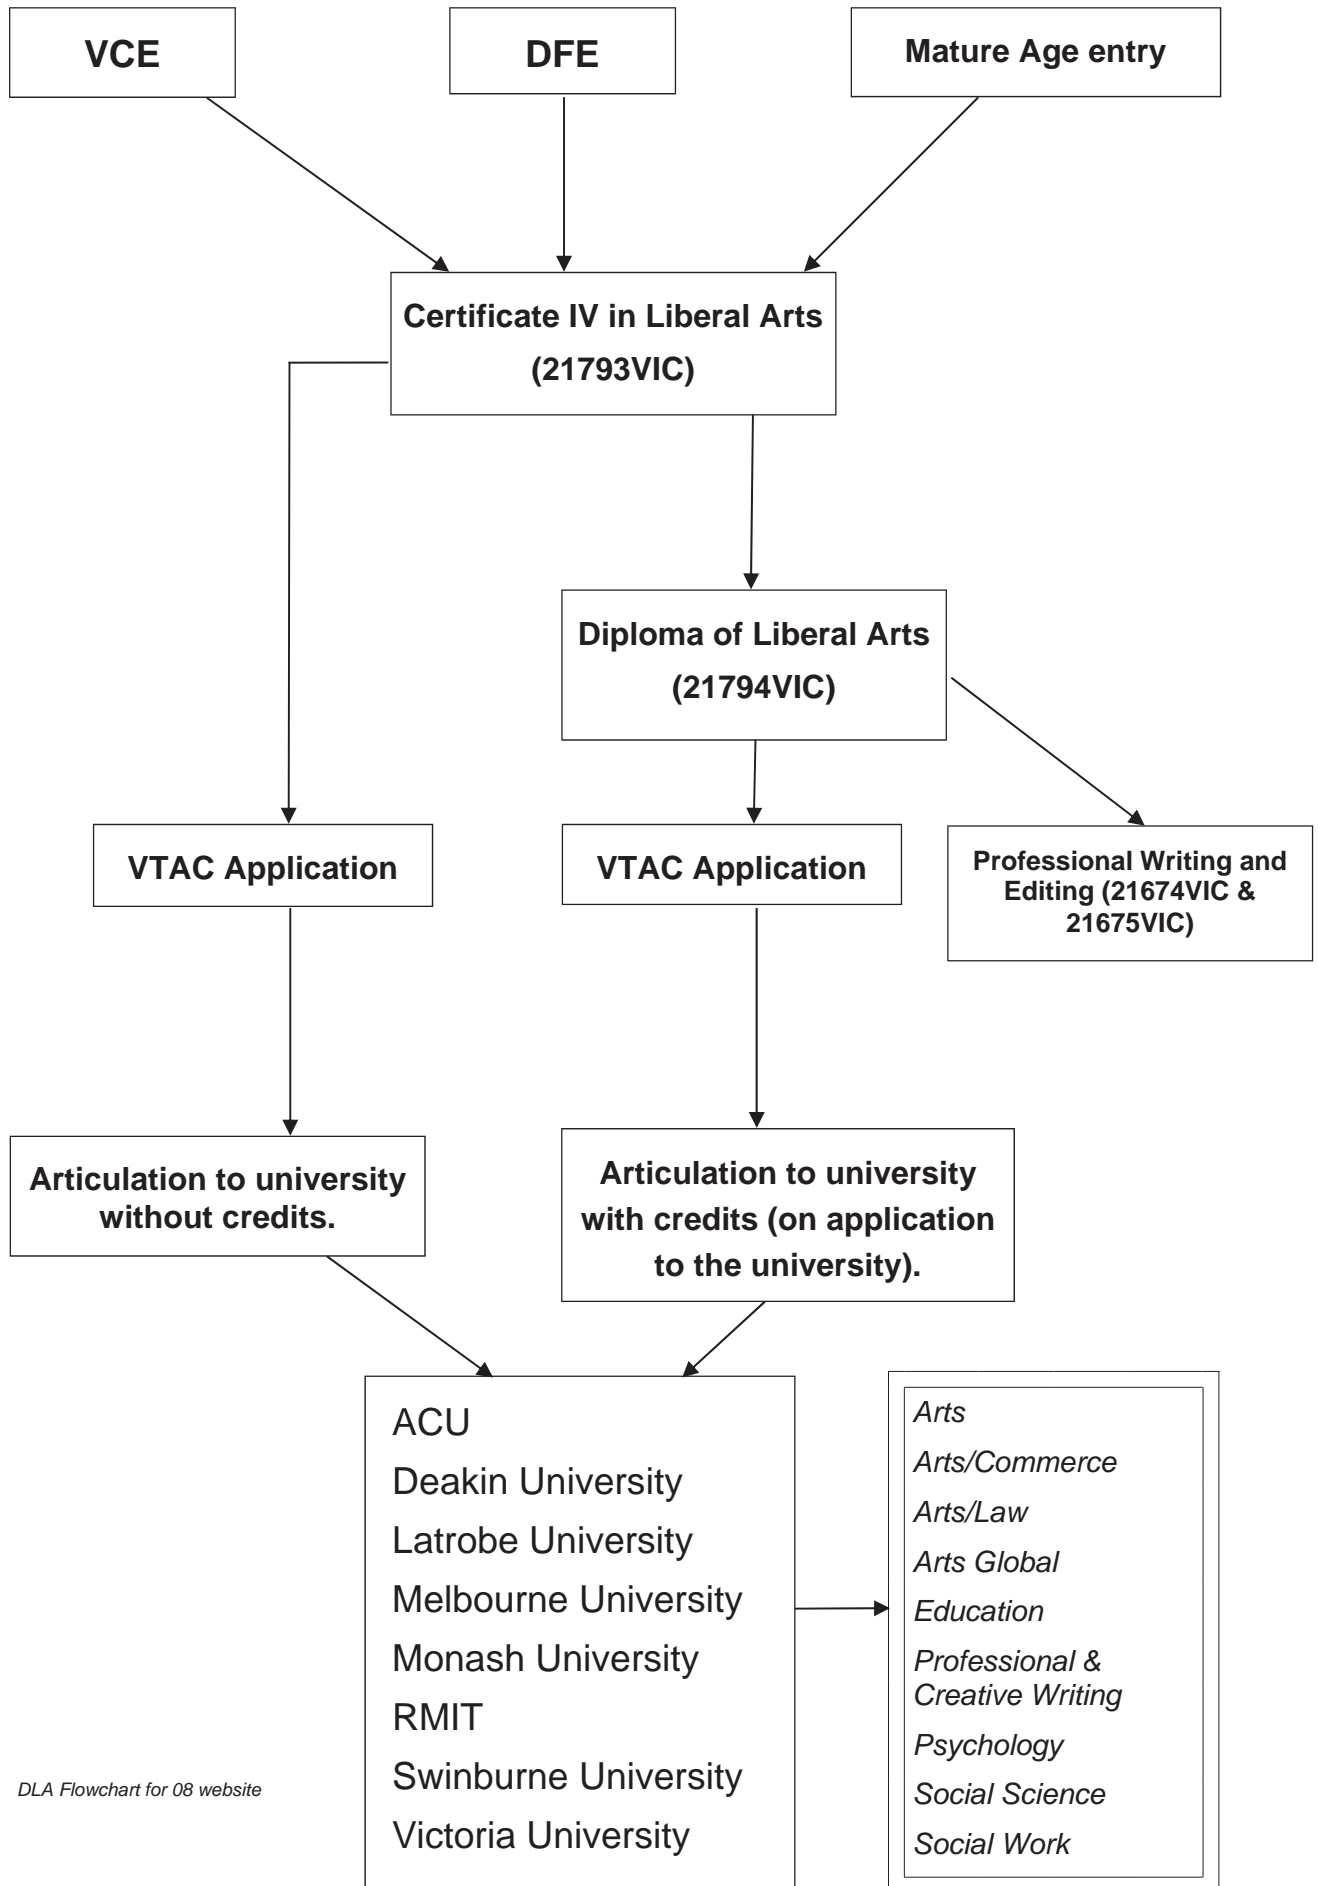 VCE
DFE
Mature Age entry
Certificate IV in Liberal Arts
(21793VIC)
Diploma of Liberal Arts
(21794VIC)
VTAC Application
VTAC Application
Professional Writing and
Editing (21674VIC &
21675VIC)
Articulation to university
without credits.
Articulation to university
with credits (on application
to the university).
ACU
Deakin University
Latrobe University
Melbourne University
Monash University
RMIT
Swinburne University
Victoria University
Arts
Arts/Commerce
Arts/Law
Arts Global
Education
Professional &
Creative Writing
Psychology
Social Science
Social Work
DLA Flowchart for 08 website